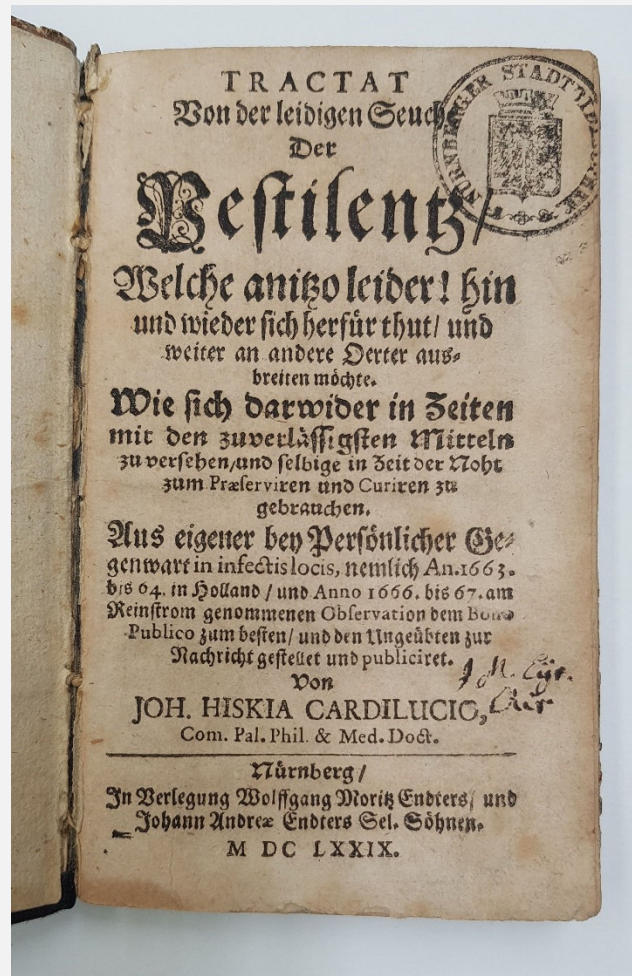 TRACTAT
Von der leidigen Seuch
Der
Pestilentz/
Welche anitzo leider! hin
und wieder sich herfür thut/ und
weiter an andere Oerter aus-
breiten möchte.
Wie sich darwider in Zeiten
mit den zuverlässigsten Mitteln
zu versehen/und selbige in Zeit der Noht
zum Præserviren und Curiren zu
gebrauchen.
Aus eigener bey Persönlicher Ge-
genwart in infectis locis, nemlich An.1663.
bis 64. in Holland / und Anno 1666. bis 67. am
Reinstrom genommenen Observation dem Bono
Publico zum besten/ und den Ungeübten zur
Nachricht gestellet und publiciret.
Von
JOH. HISKIA CARDILUCIO,
Com. Pal. Phil. & Med. Doct.
Nürnberg/
In Verlegung Wolffgang Moritz Endters/ und
Johann Andreæ Endters Sel. Söhnen.
M DC LXXIX.
NÜRNBERGER STADTBIBLIOTHEK